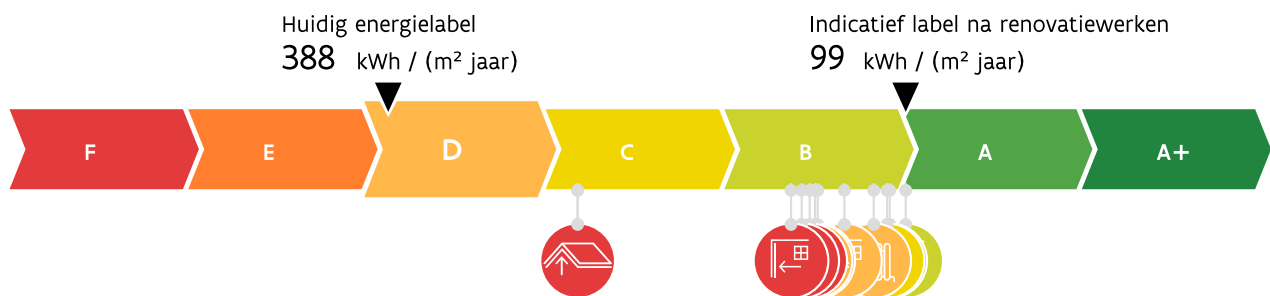 Huidig energielabel
388 kWh / (m² jaar)
Indicatief label na renovatiewerken
99 kWh / (m² jaar)
F E D C B A A+